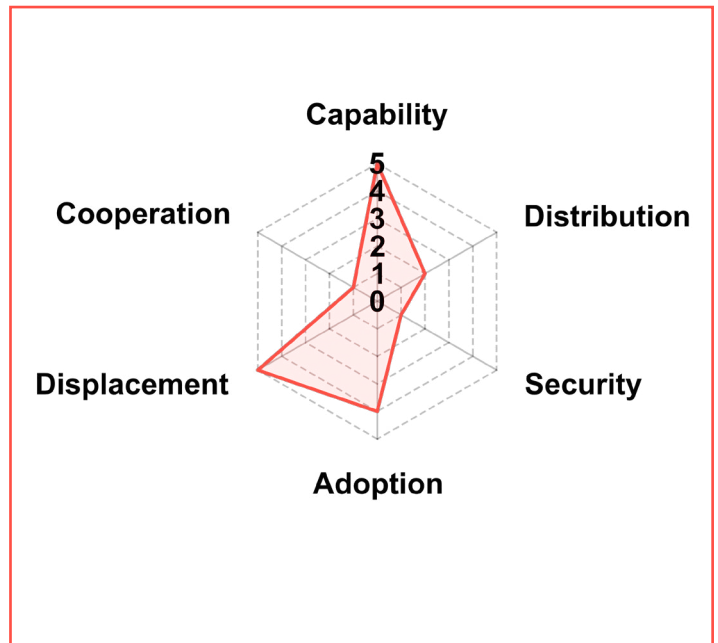 Capability
5
Cooperation
4
Distribution
3
2
1
0
Displacement
Security
Adoption